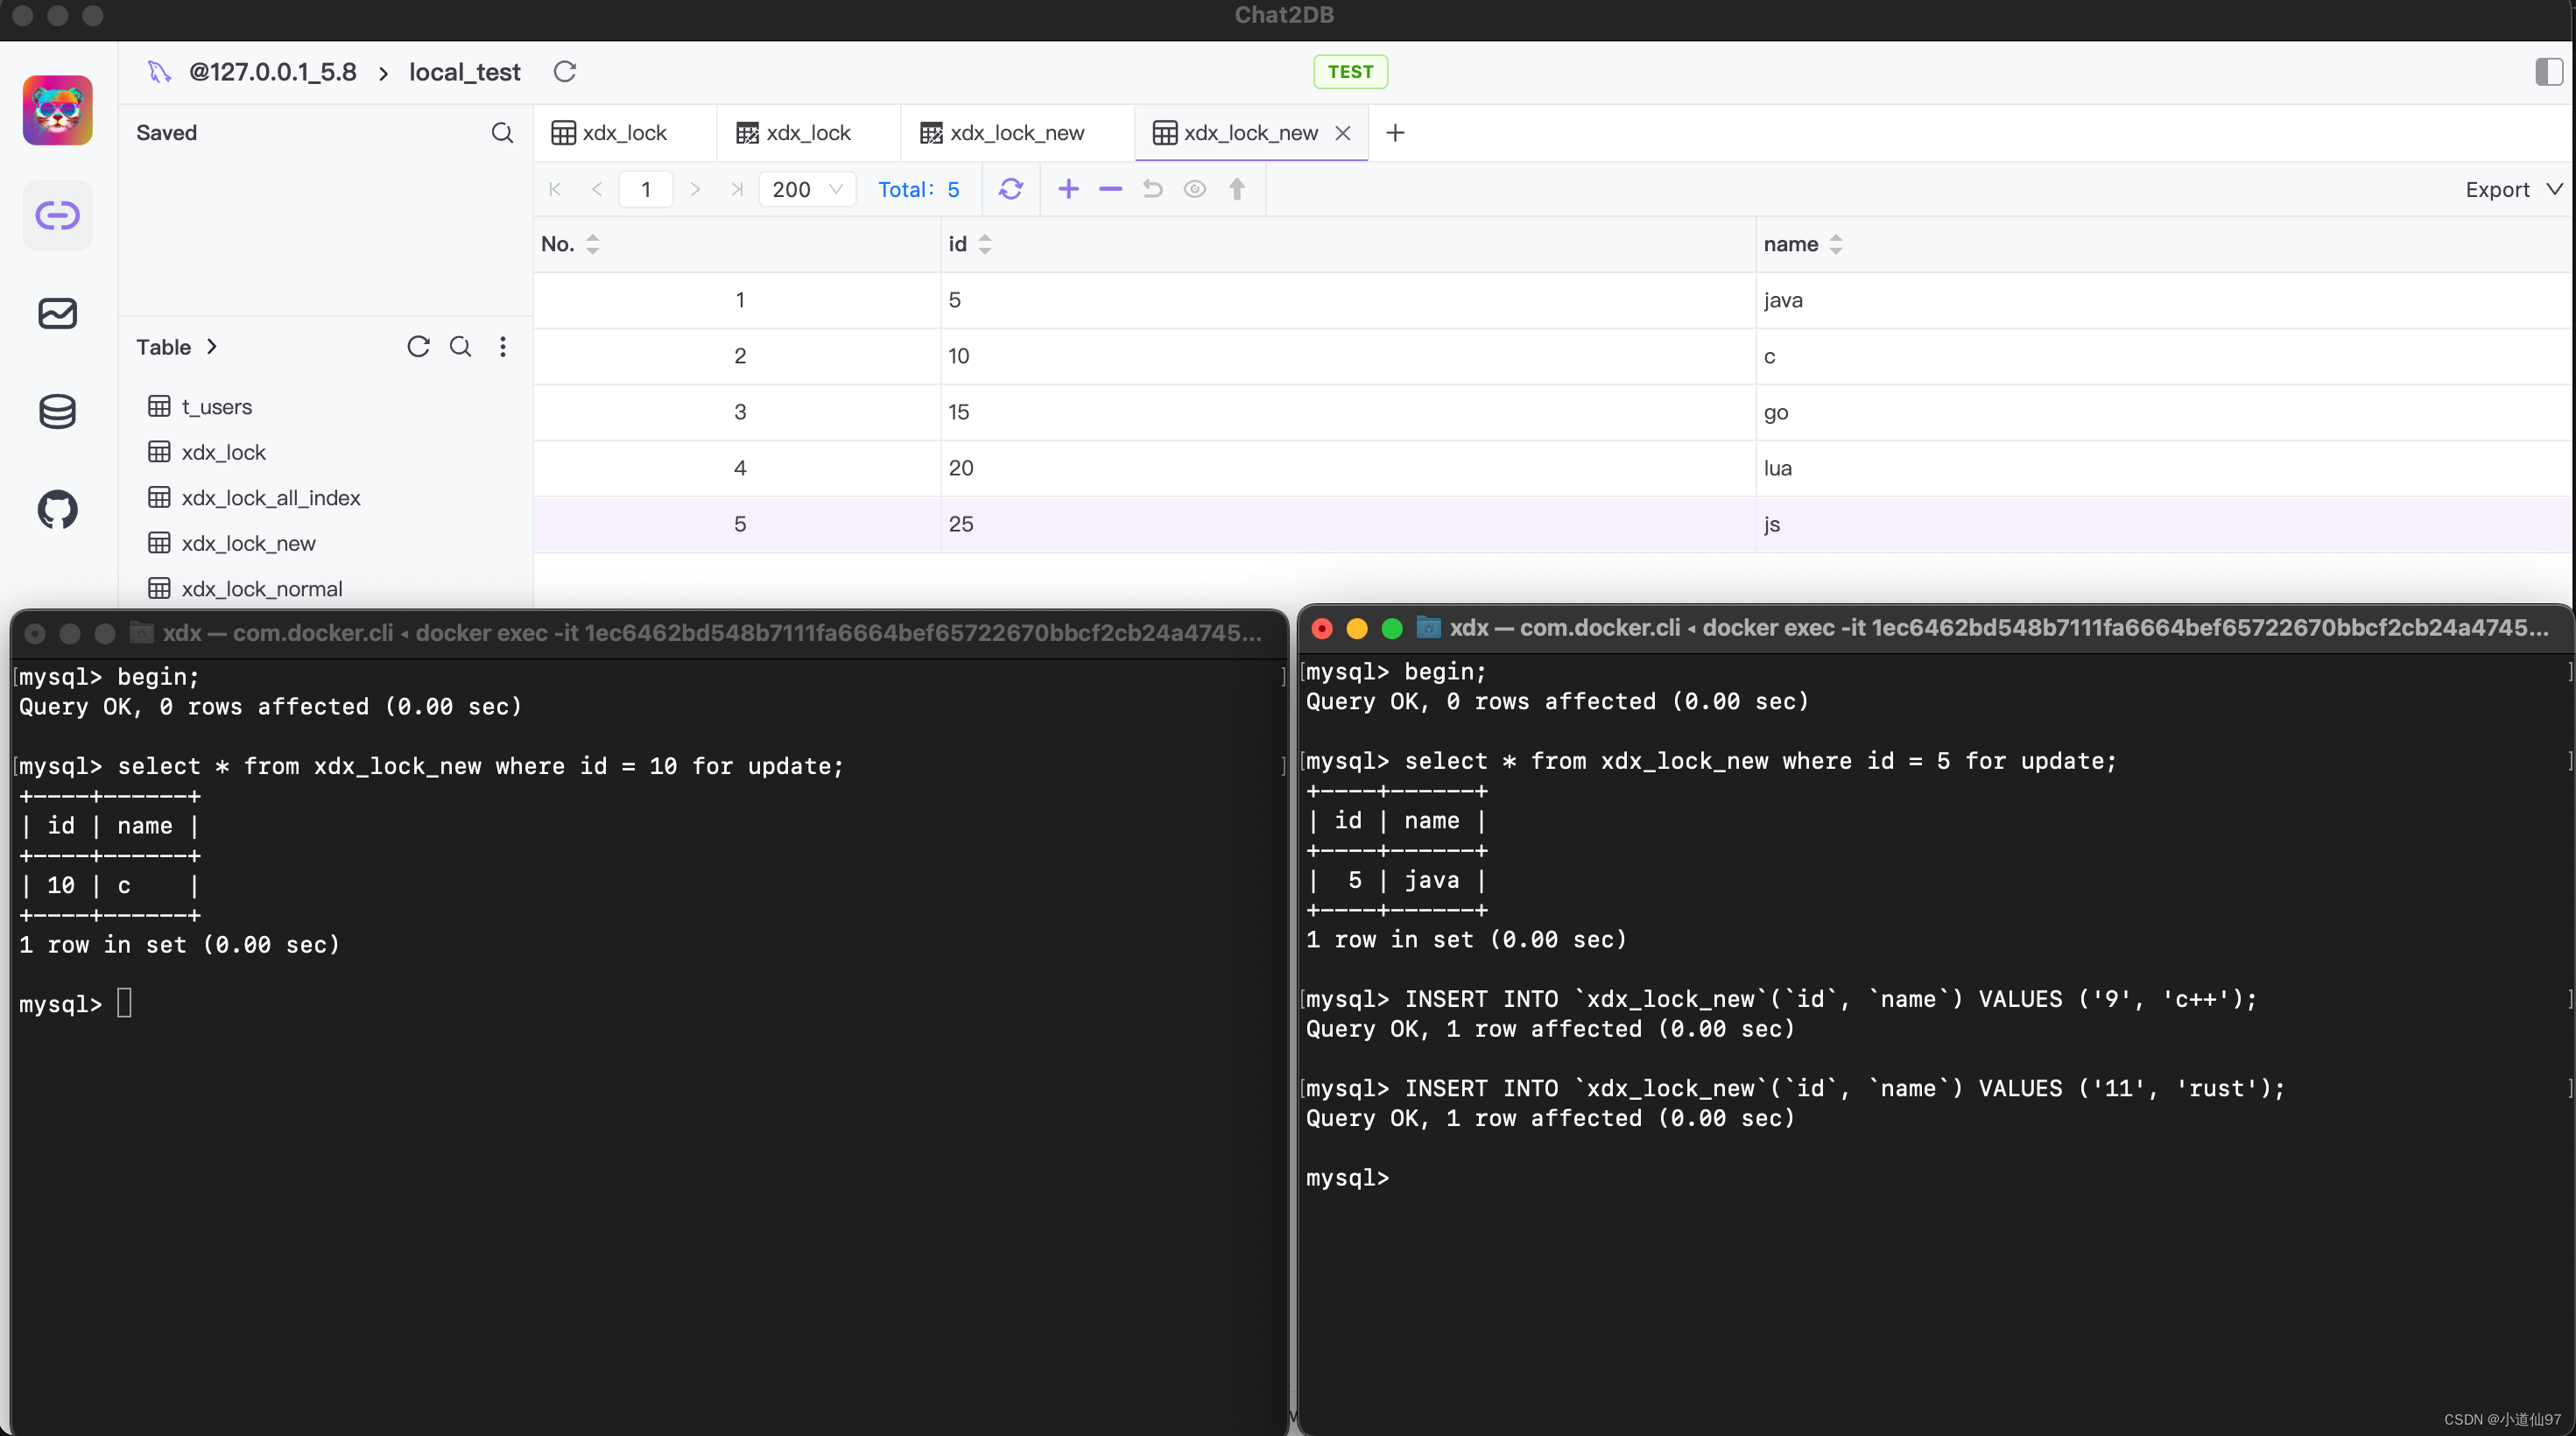 Chat2DB
@127.0.0.1_5.8 > local_test
TEST
Saved
xdx_lock
xdx_lock
xdx_lock_new
xdx_lock_new
1
200
Total: 5
Export
No. id name
1 5 java
2 10 c
3 15 go
4 20 lua
5 25 js
Table >
t_users
xdx_lock
xdx_lock_all_index
xdx_lock_new
xdx_lock_normal
xdx — com.docker.cli ◂ docker exec -it 1ec6462bd548b7111fa6664bef65722670bbcf2cb24a4745...
[mysql> begin; ]
Query OK, 0 rows affected (0.00 sec)
[mysql> select * from xdx_lock_new where id = 10 for update; ]
+----+------+
| id | name |
+----+------+
| 10 | c    |
+----+------+
1 row in set (0.00 sec)
mysql>
xdx — com.docker.cli ◂ docker exec -it 1ec6462bd548b7111fa6664bef65722670bbcf2cb24a4745...
[mysql> begin; ]
Query OK, 0 rows affected (0.00 sec)
[mysql> select * from xdx_lock_new where id = 5 for update; ]
+----+------+
| id | name |
+----+------+
|  5 | java |
+----+------+
1 row in set (0.00 sec)
[mysql> INSERT INTO `xdx_lock_new`(`id`, `name`) VALUES ('9', 'c++'); ]
Query OK, 1 row affected (0.00 sec)
[mysql> INSERT INTO `xdx_lock_new`(`id`, `name`) VALUES ('11', 'rust'); ]
Query OK, 1 row affected (0.00 sec)
mysql>
CSDN @小道仙97